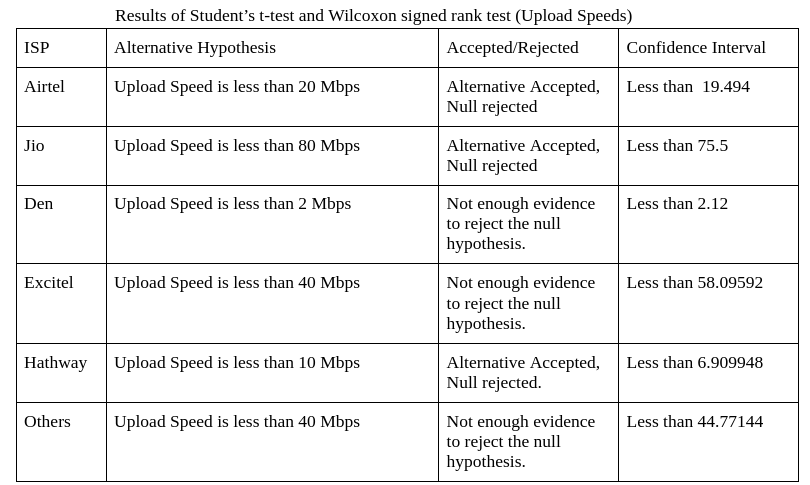 Results of Student’s t-test and Wilcoxon signed rank test (Upload Speeds)
ISP Alternative Hypothesis Accepted/Rejected Confidence Interval
Airtel Upload Speed is less than 20 Mbps Alternative Accepted, Less than  19.494
Null rejected
Jio Upload Speed is less than 80 Mbps Alternative Accepted, Less than 75.5
Null rejected
Den Upload Speed is less than 2 Mbps Not enough evidence Less than 2.12
to reject the null
hypothesis.
Excitel Upload Speed is less than 40 Mbps Not enough evidence Less than 58.09592
to reject the null
hypothesis.
Hathway Upload Speed is less than 10 Mbps Alternative Accepted, Less than 6.909948
Null rejected.
Others Upload Speed is less than 40 Mbps Not enough evidence Less than 44.77144
to reject the null
hypothesis.